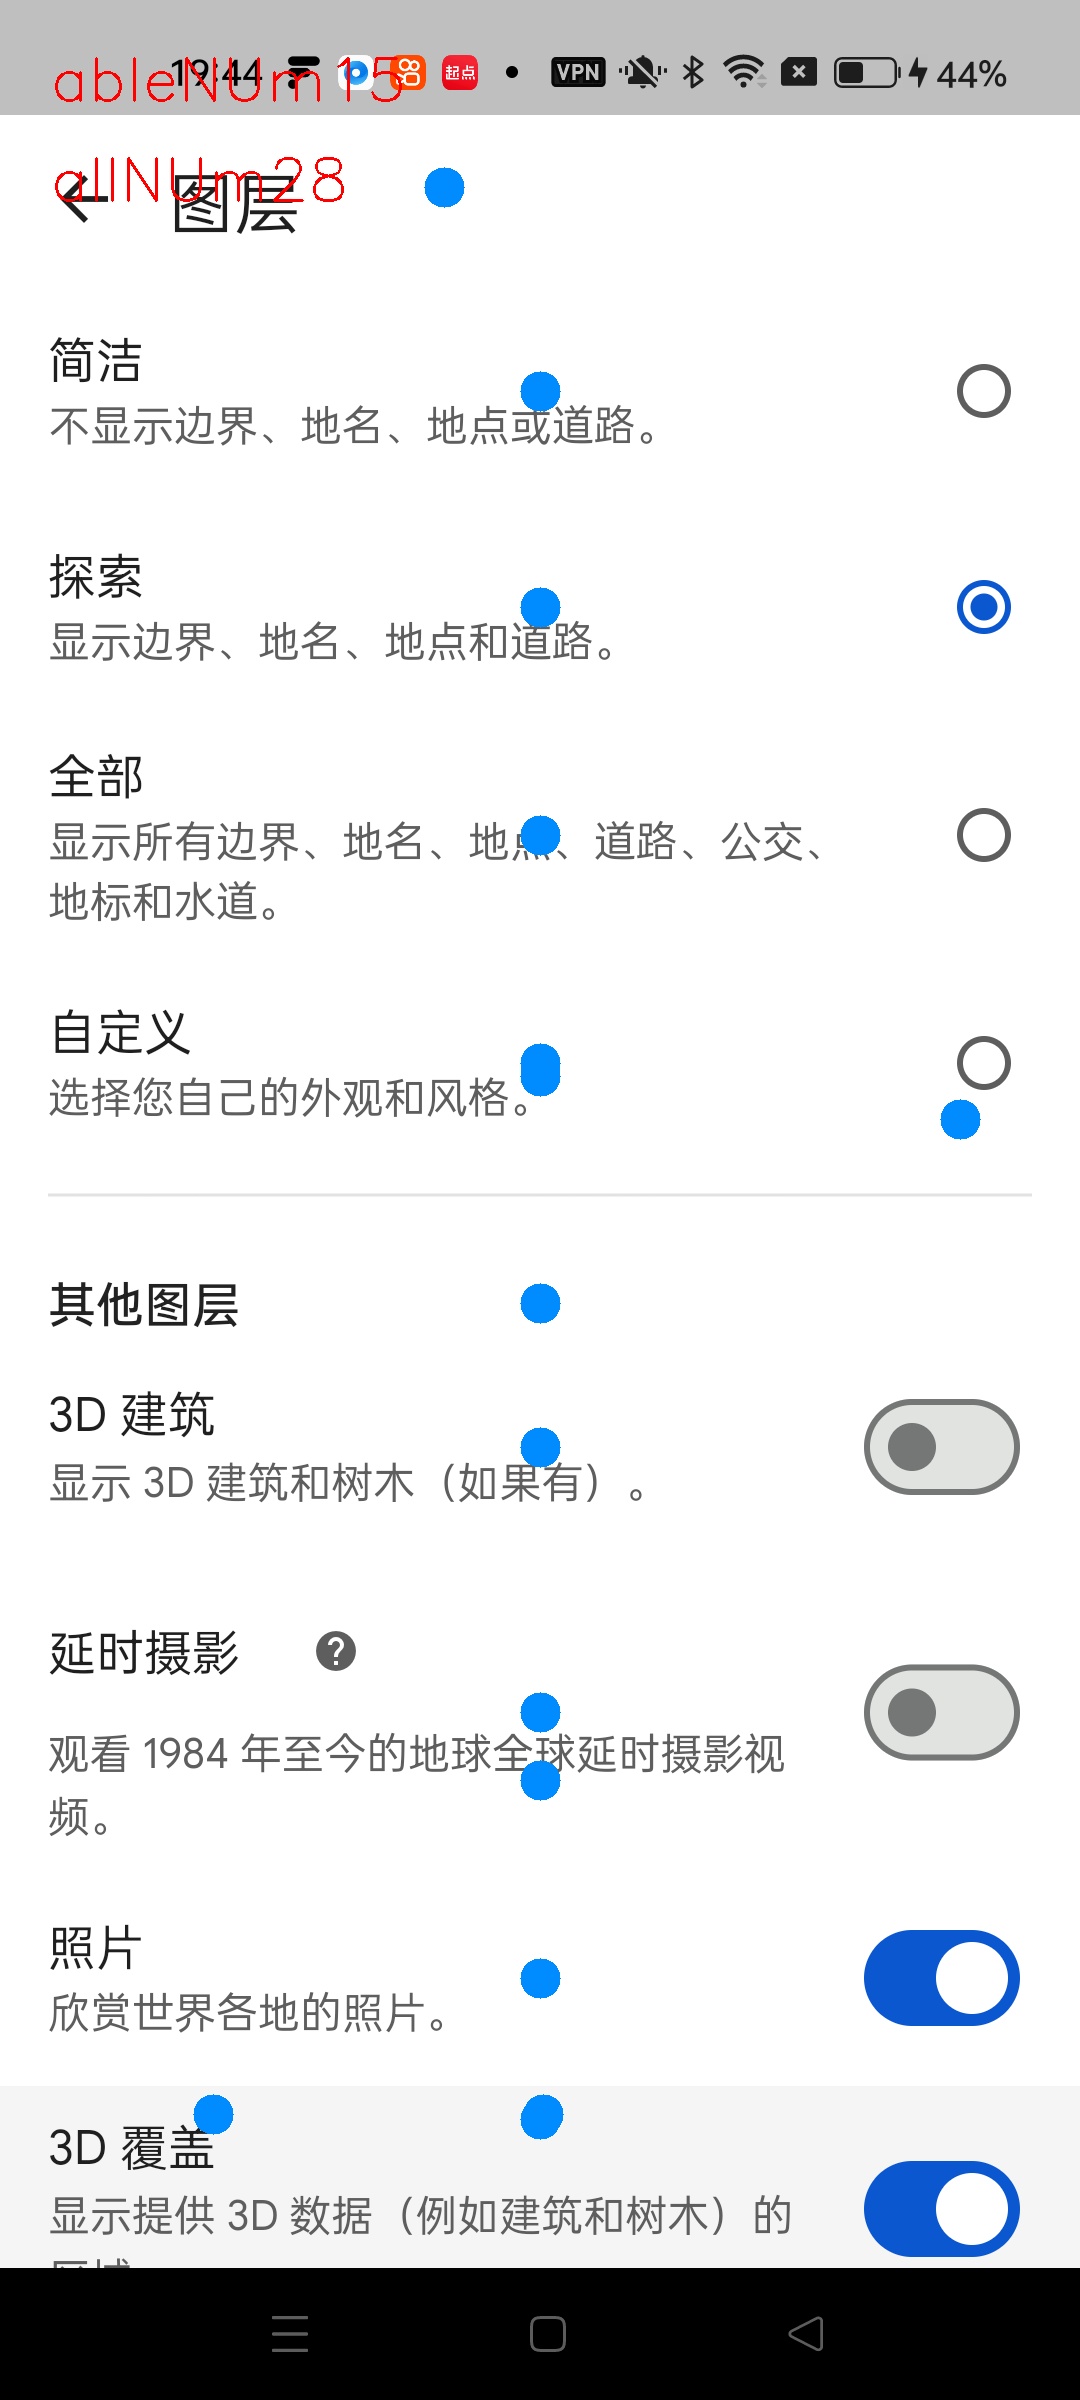 ableNUm15
19:44
起点
VPN
44%
allNUm28
图层
简洁
不显示边界、地名、地点或道路。
探索
显示边界、地名、地点和道路。
全部
显示所有边界、地名、地点、道路、公交、
地标和水道。
自定义
选择您自己的外观和风格。
其他图层
3D 建筑
显示 3D 建筑和树木（如果有）。
延时摄影
观看 1984 年至今的地球全球延时摄影视
频。
照片
欣赏世界各地的照片。
3D 覆盖
显示提供 3D 数据（例如建筑和树木）的